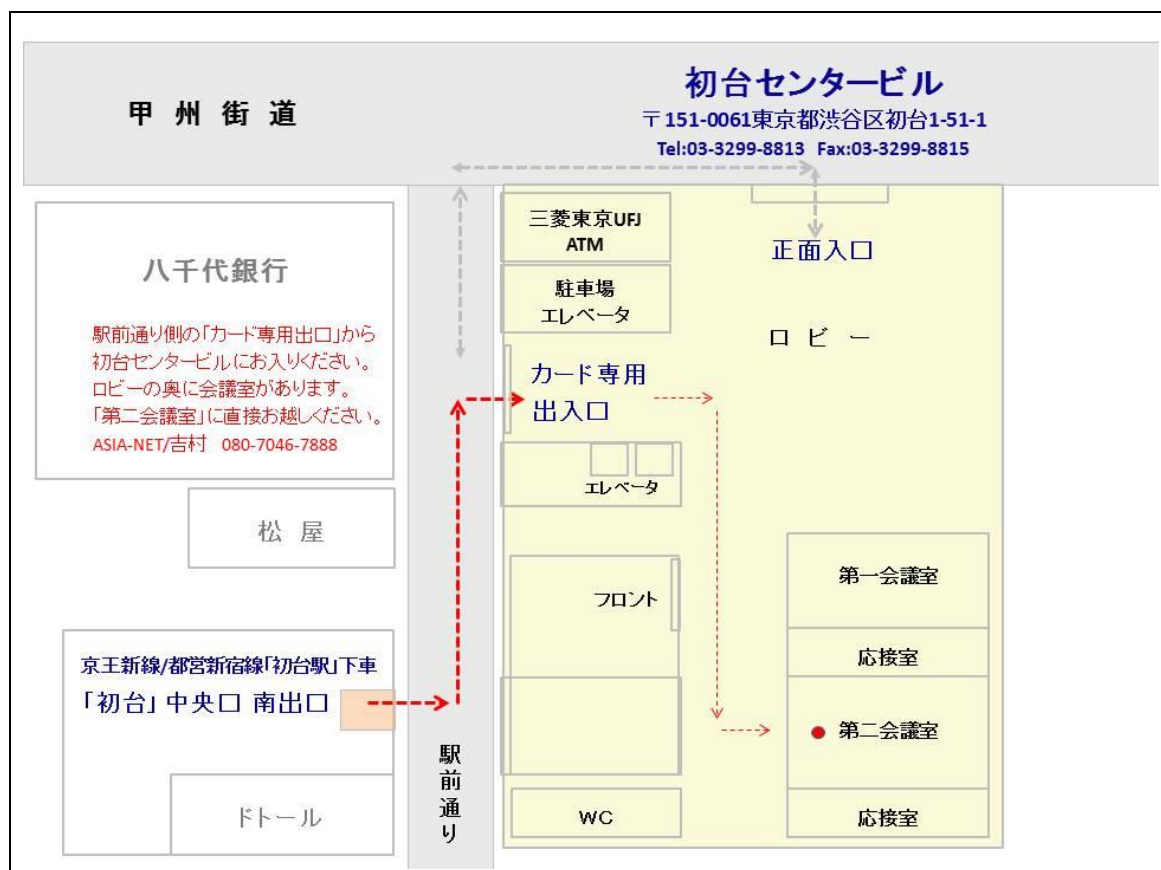 甲州街道
初台センタービル
〒151-0061東京都渋谷区初台1-51-1
Tel:03-3299-8813 Fax:03-3299-8815
八千代銀行
駅前通り側の「カード専用出口」から
初台センタービルにお入りください。
ロビーの奥に会議室があります。
「第二会議室」に直接お越しください。
ASIA-NET/吉村 080-7046-7888
松屋
京王新線/都営新宿線「初台駅」下車
「初台」中央口 南出口
ドトール
駅前通り
三菱東京UFJ
ATM
駐車場
エレベータ
正面入口
ロビー
カード専用
出入口
エレベータ
フロント
WC
第一会議室
応接室
第二会議室
応接室